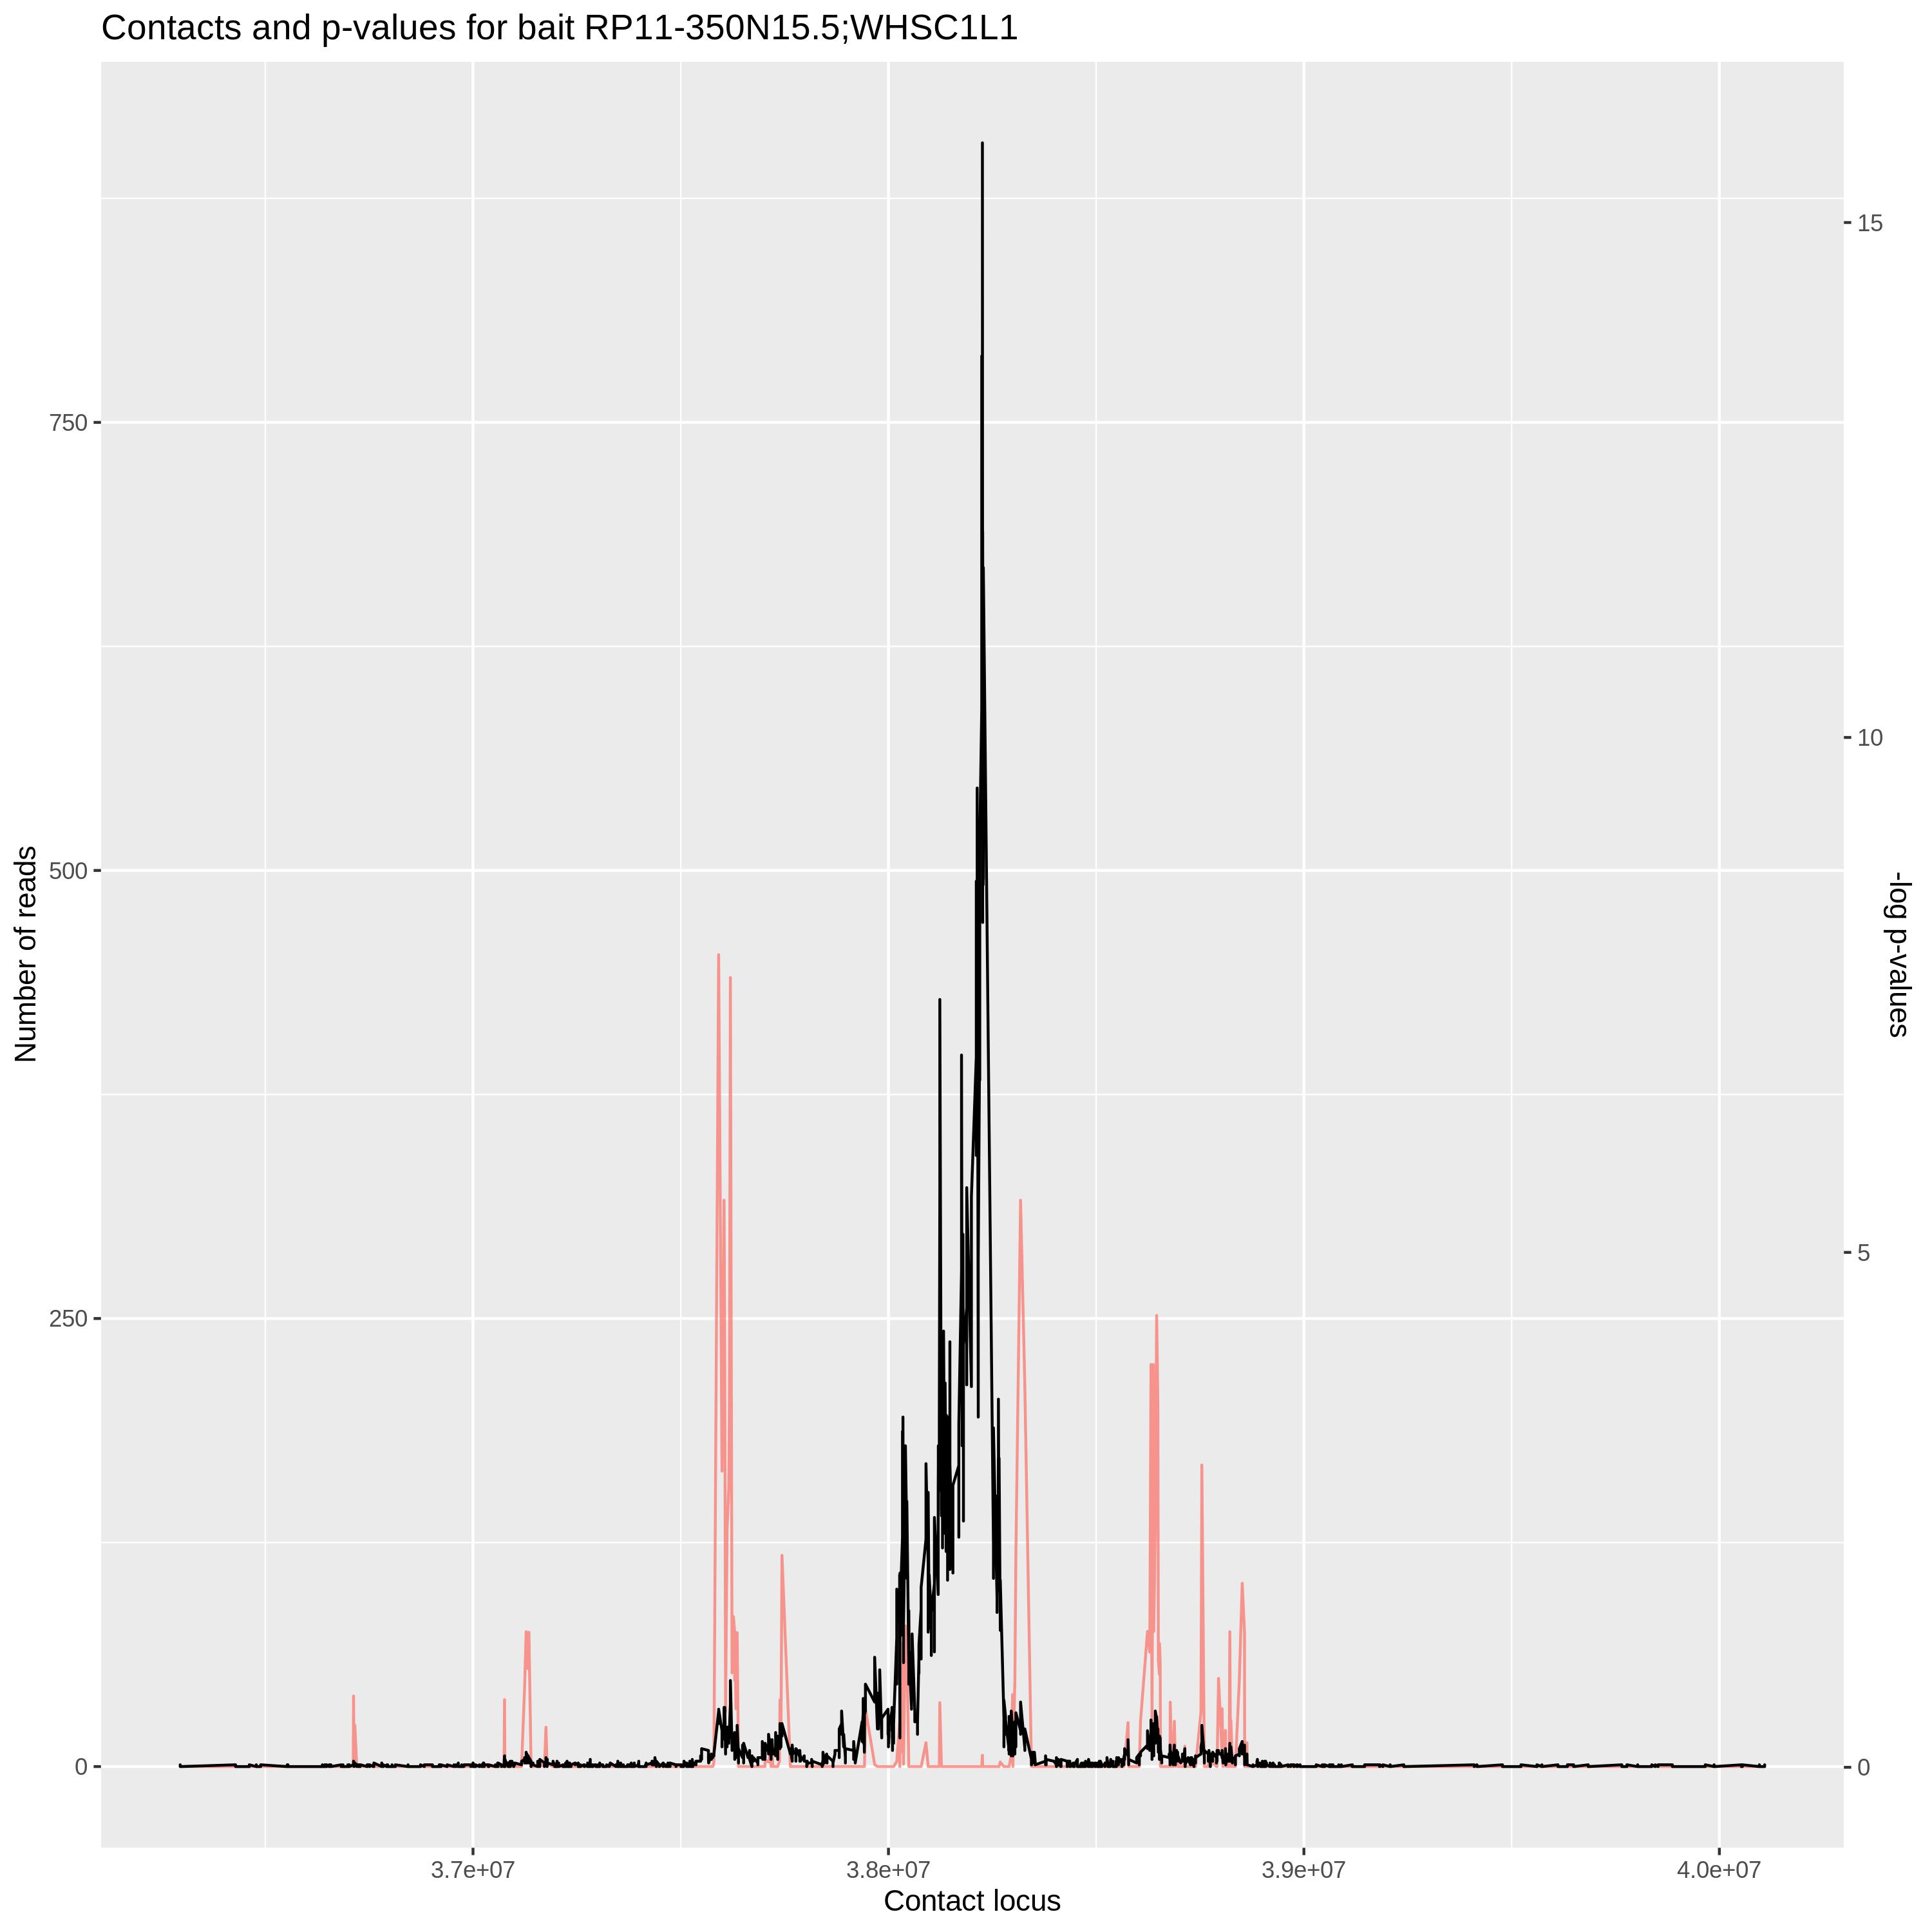 Contacts and p-values for bait RP11-350N15.5;WHSC1L1
750
500
250
0
Number of reads
15
10
5
0
-log p-values
3.7e+07
3.8e+07
3.9e+07
4.0e+07
Contact locus